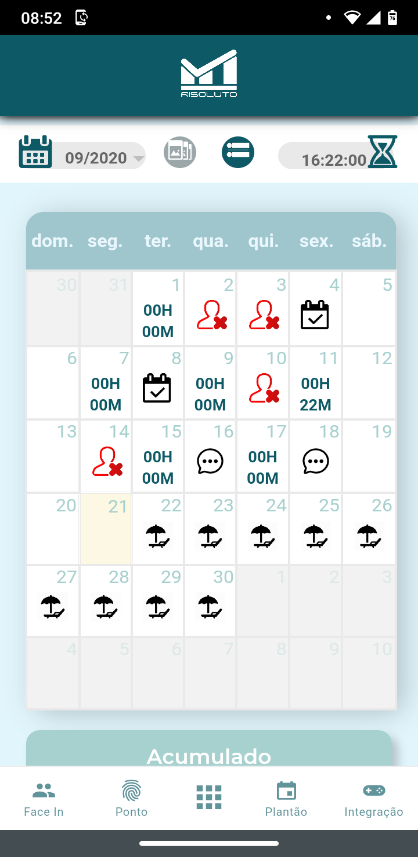 08:52
RISOLUTO
09/2020
16:22:00
dom. seg. ter. qua. qui. sex. sáb.
30 31 1 2 3 4 5
00H
00M
6 7 8 9 10 11 12
00H 00H 00H
00M 00M 22M
13 14 15 16 17 18 19
00H 00H
00M 00M
20 21 22 23 24 25 26
27 28 29 30 1 2 3
4 5 6 7 8 9 10
Acumulado
Face In Ponto Plantão Integração